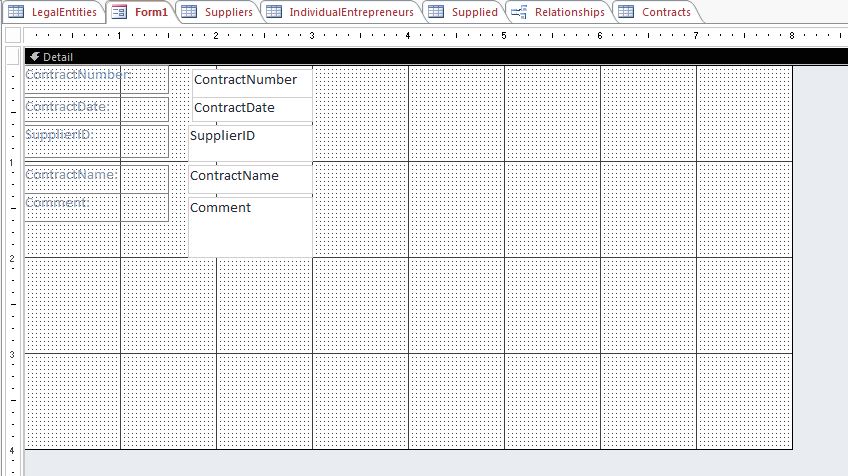 LegalEntities Form1 Suppliers IndividualEntrepreneurs Supplied Relationships Contracts
1 2 3 4 5 6 7 8
Detail
ContractNumber: ContractNumber
ContractDate: ContractDate
SupplierID: SupplierID
1
ContractName: ContractName
Comment: Comment
2
3
4